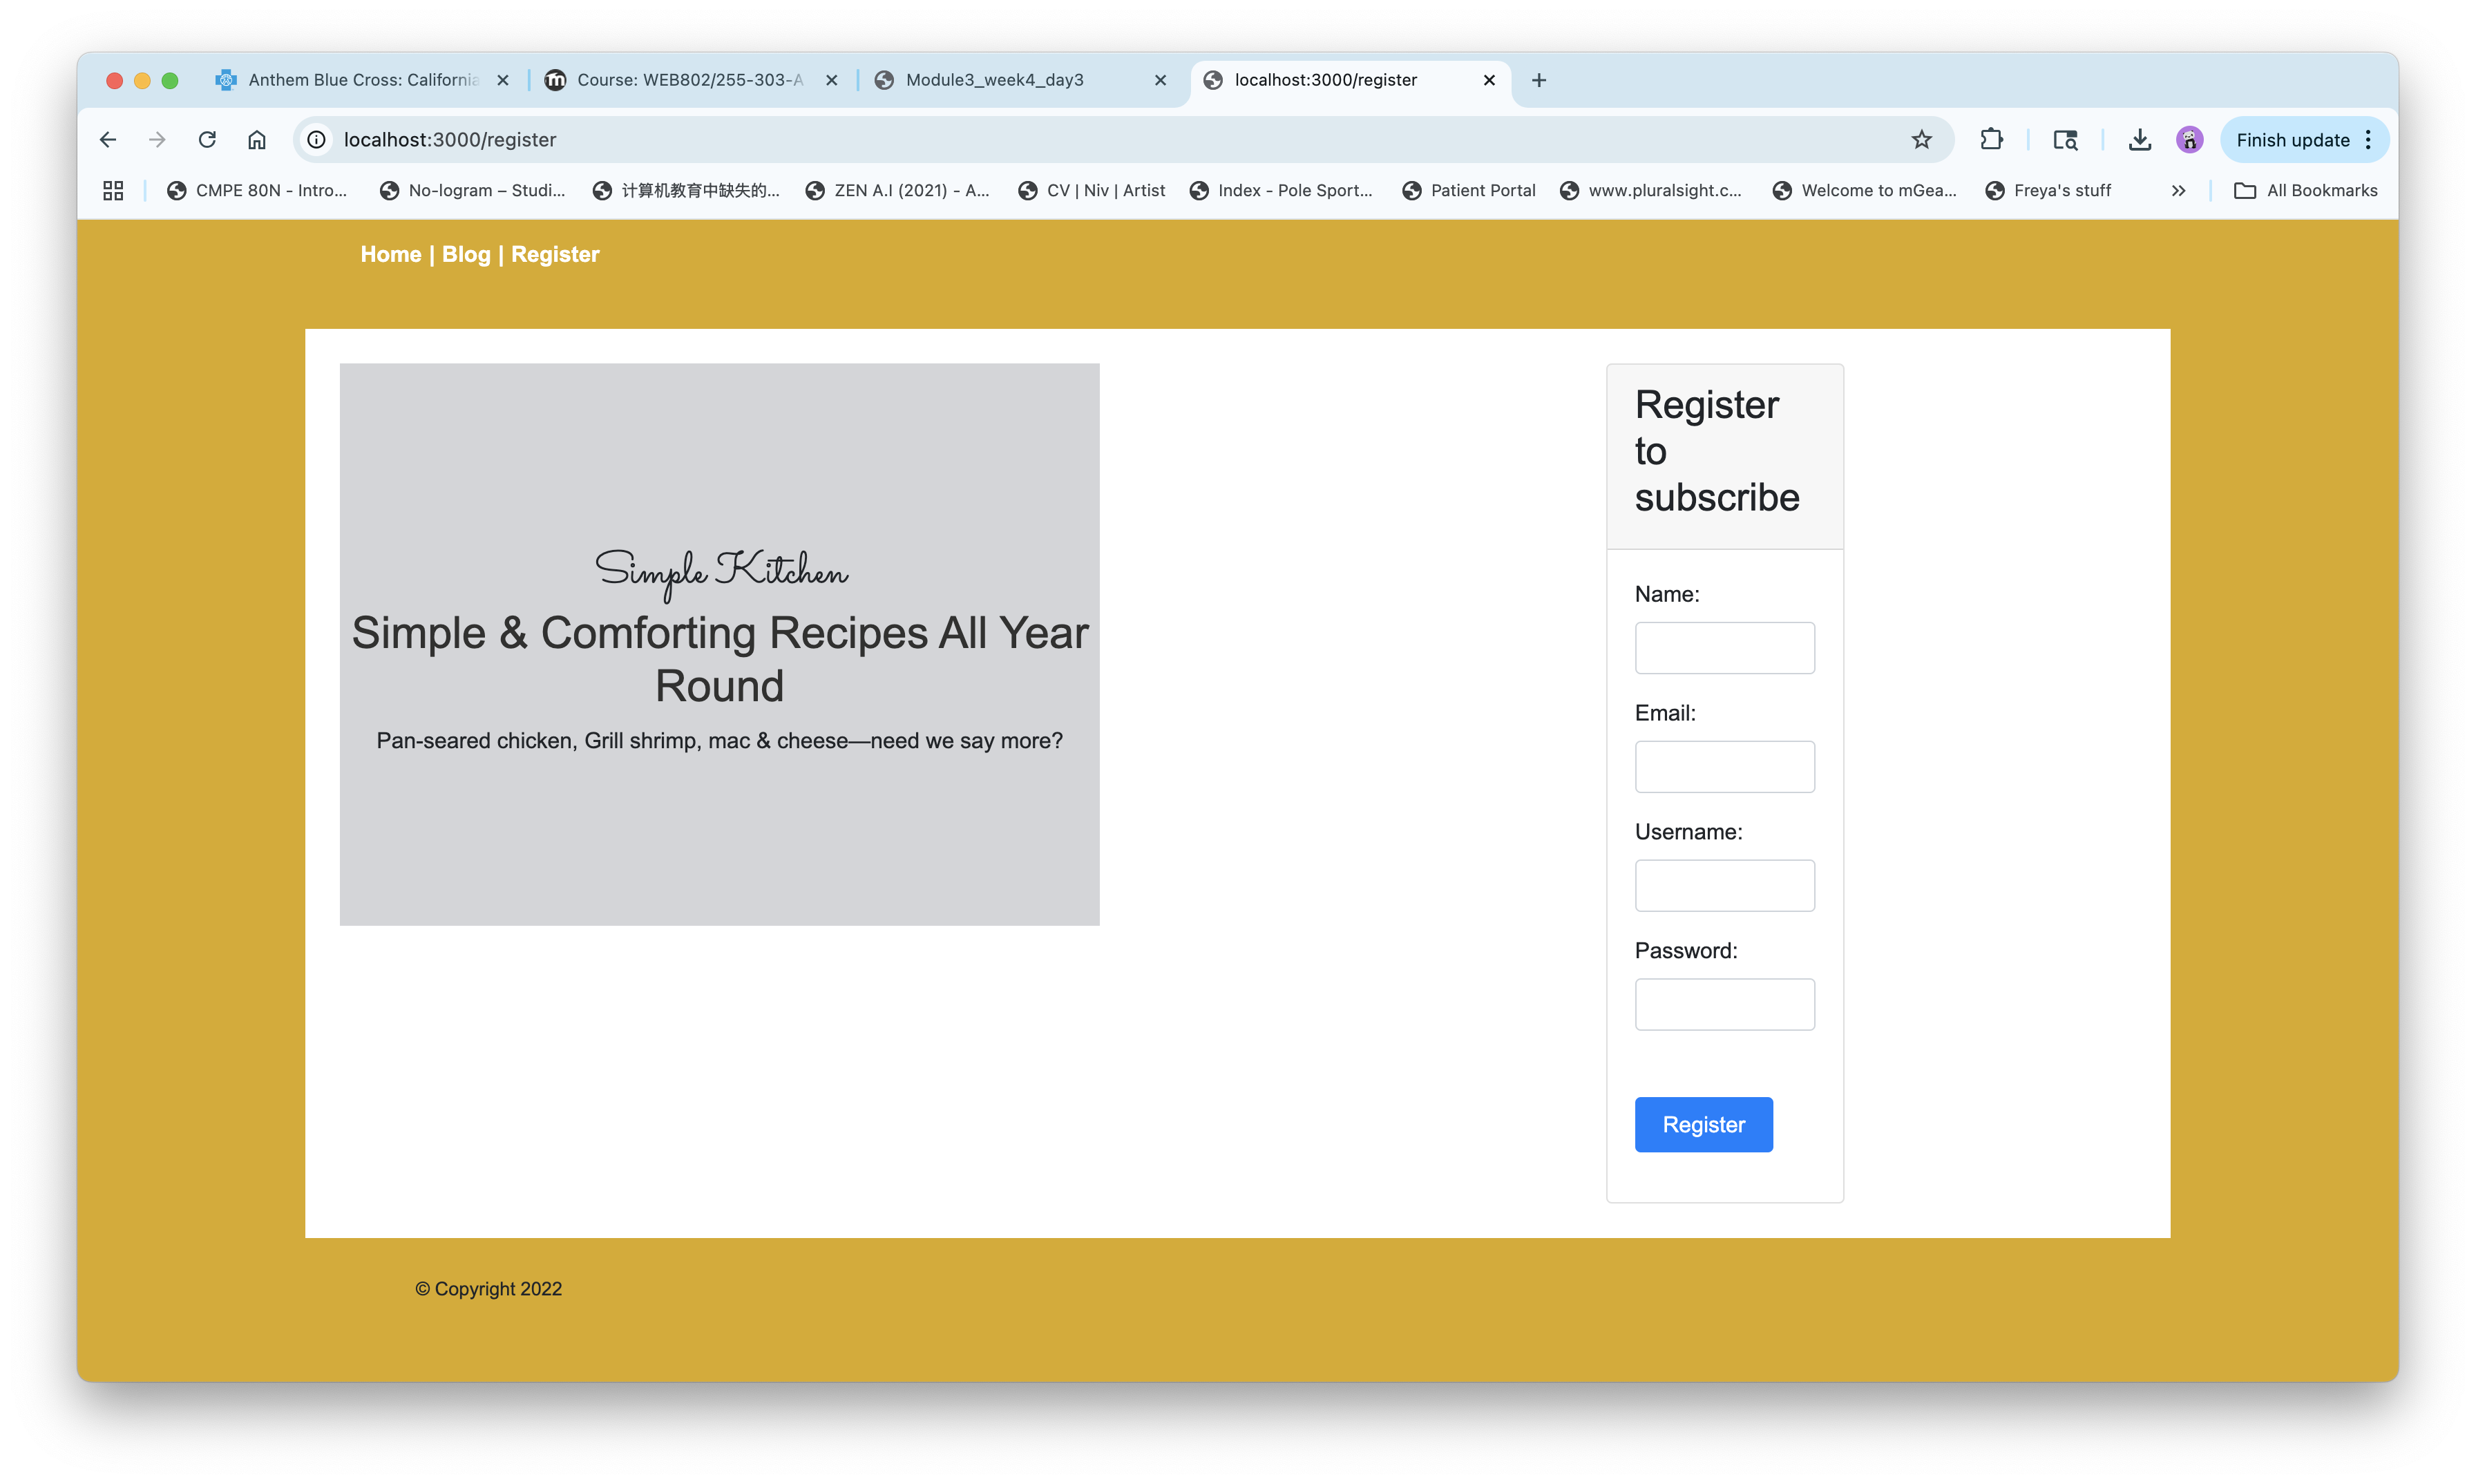 Anthem Blue Cross: California
Course: WEB802/255-303-A
Module3_week4_day3
localhost:3000/register
localhost:3000/register
Finish update
CMPE 80N - Intro...
No-logram – Studi...
计算机教育中缺失的...
ZEN A.I (2021) - A...
CV | Niv | Artist
Index - Pole Sport...
Patient Portal
www.pluralsight.c...
Welcome to mGea...
Freya's stuff
All Bookmarks
Home | Blog | Register
Simple Kitchen
Simple & Comforting Recipes All Year
Round
Pan-seared chicken, Grill shrimp, mac & cheese—need we say more?
Register
to
subscribe
Name:
Email:
Username:
Password:
Register
© Copyright 2022